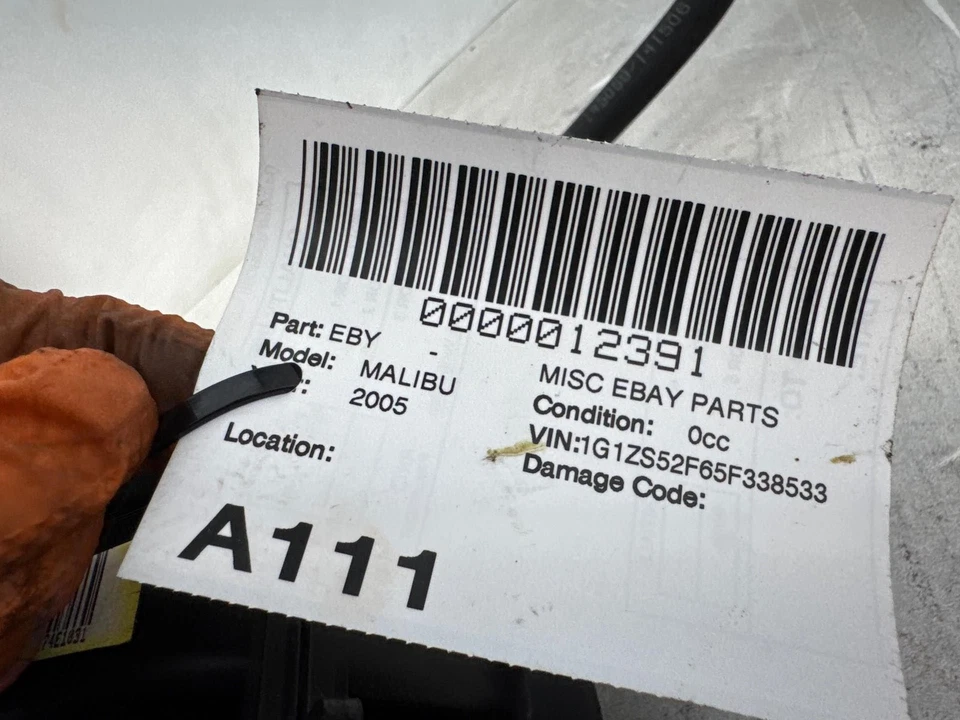 0000012391
Part: EBY -
MISC EBAY PARTS
Model: MALIBU
Condition: 0cc
2005
VIN:1G1ZS52F65F338533
Location:
Damage Code:
A111